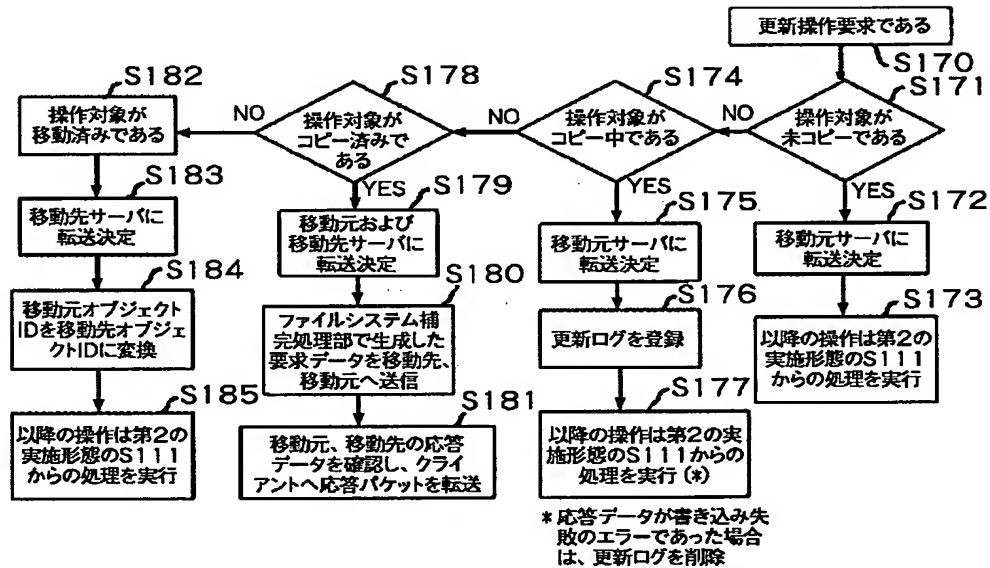 更新操作要求である
S170
S171
操作対象が
未コピーである
NO
YES
S172
移動元サーバに
転送決定
S173
以降の操作は第2の
実施形態のS111
からの処理を実行
S174
操作対象が
コピー中である
NO
YES
S175
移動元サーバに
転送決定
S176
更新ログを登録
S177
以降の操作は第2の実
施形態のS111からの
処理を実行(*)
*応答データが書き込み失
敗のエラーであった場合
は、更新ログを削除
S178
操作対象が
コピー済みで
ある
NO
YES
S179
移動元および
移動先サーバに
転送決定
S180
ファイルシステム補
完処理部で生成した
要求データを移動先、
移動元へ送信
S181
移動元、移動先の応答
データを確認し、クライ
アントへ応答パケットを転送
S182
操作対象が
移動済みである
S183
移動先サーバに
転送決定
S184
移動元オブジェクト
IDを移動先オブジェ
クトIDに変換
S185
以降の操作は第2の
実施形態のS111
からの処理を実行